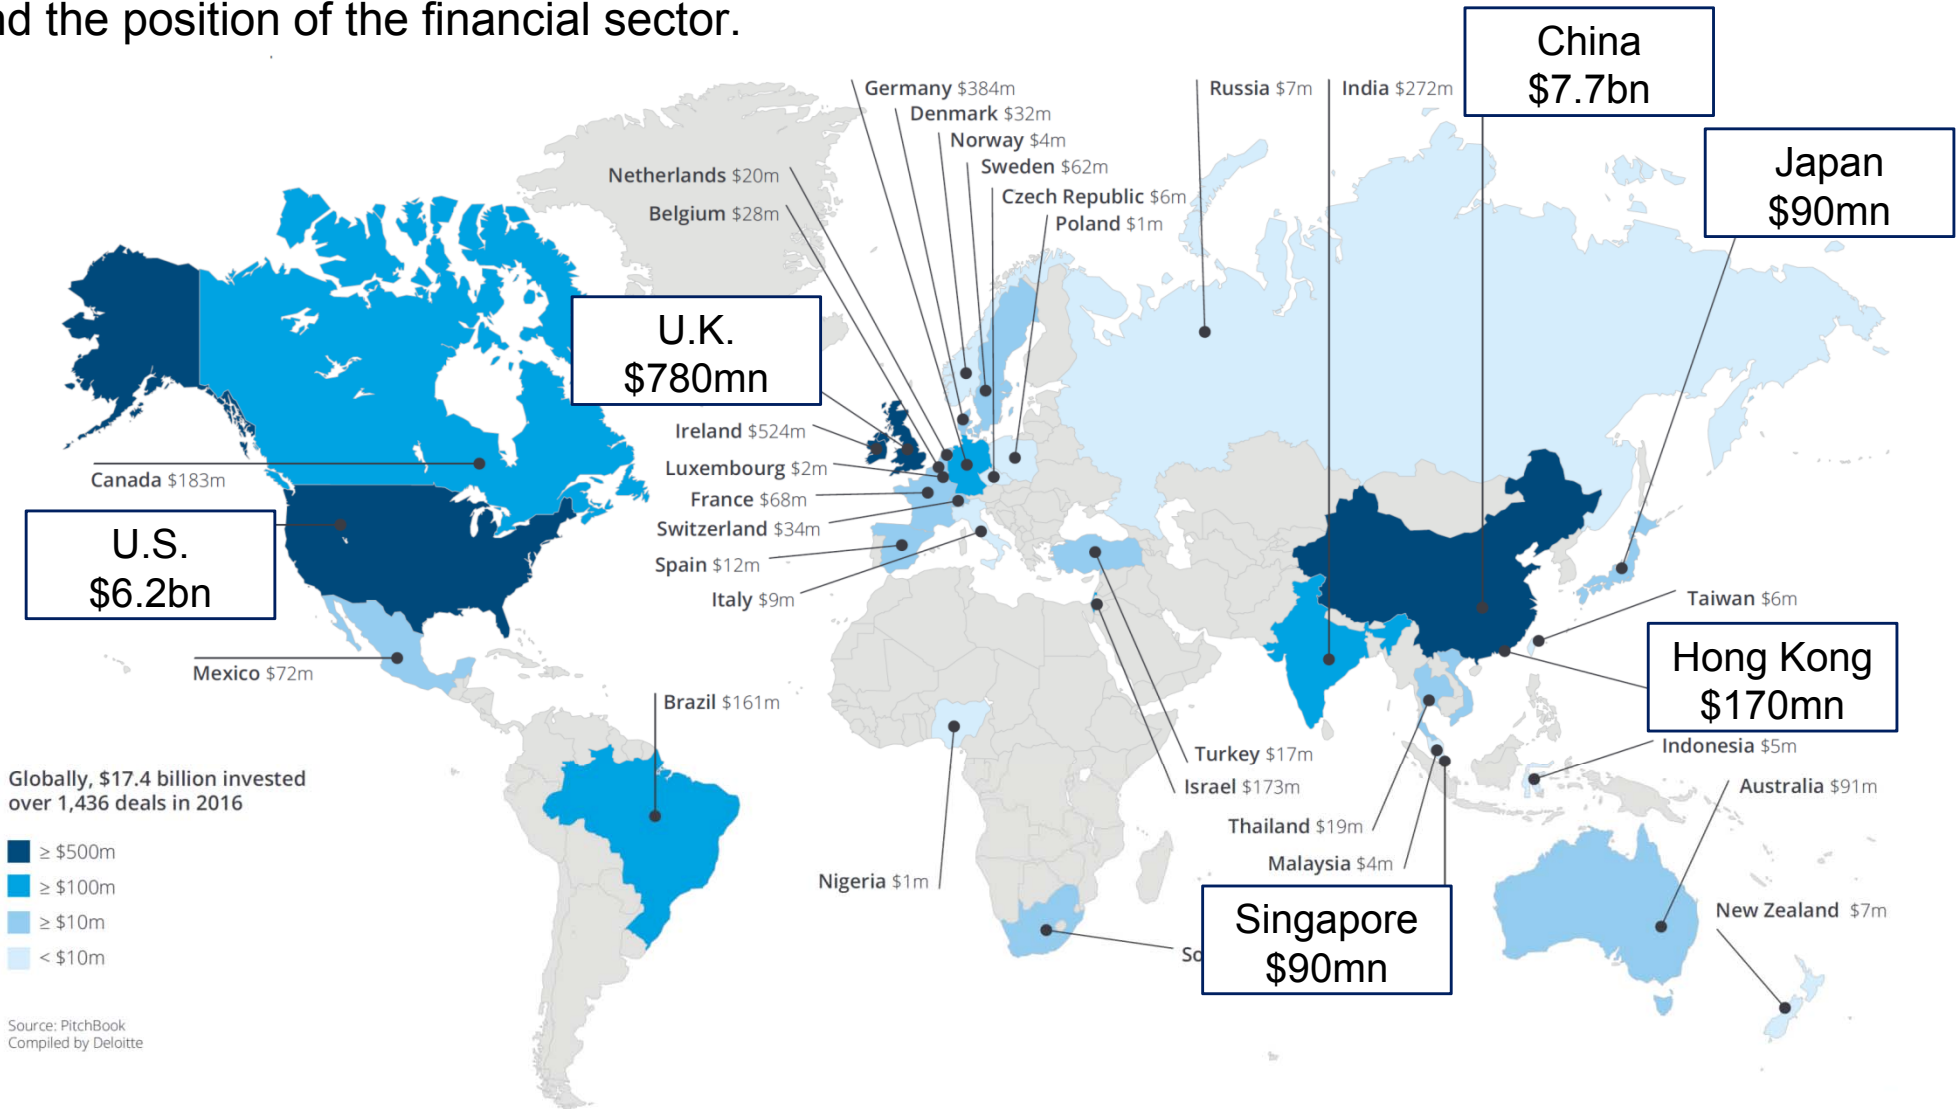 nd the position of the financial sector.
China
$7.7bn
Germany $384m
Russia $7m
India $272m
Denmark $32m
Norway $4m
Japan
$90mn
Sweden $62m
Netherlands $20m
Czech Republic $6m
Belgium $28m
Poland $1m
U.K.
$780mn
Ireland $524m
Luxembourg $2m
Canada $183m
France $68m
U.S.
$6.2bn
Switzerland $34m
Spain $12m
Italy $9m
Taiwan $6m
Hong Kong
$170mn
Mexico $72m
Brazil $161m
Indonesia $5m
Turkey $17m
Israel $173m
Australia $91m
Globally, $17.4 billion invested
over 1,436 deals in 2016
Thailand $19m
≥ $500m
Malaysia $4m
≥ $100m
Nigeria $1m
Singapore
$90mn
New Zealand $7m
≥ $10m
So
< $10m
Source: PitchBook
Compiled by Deloitte